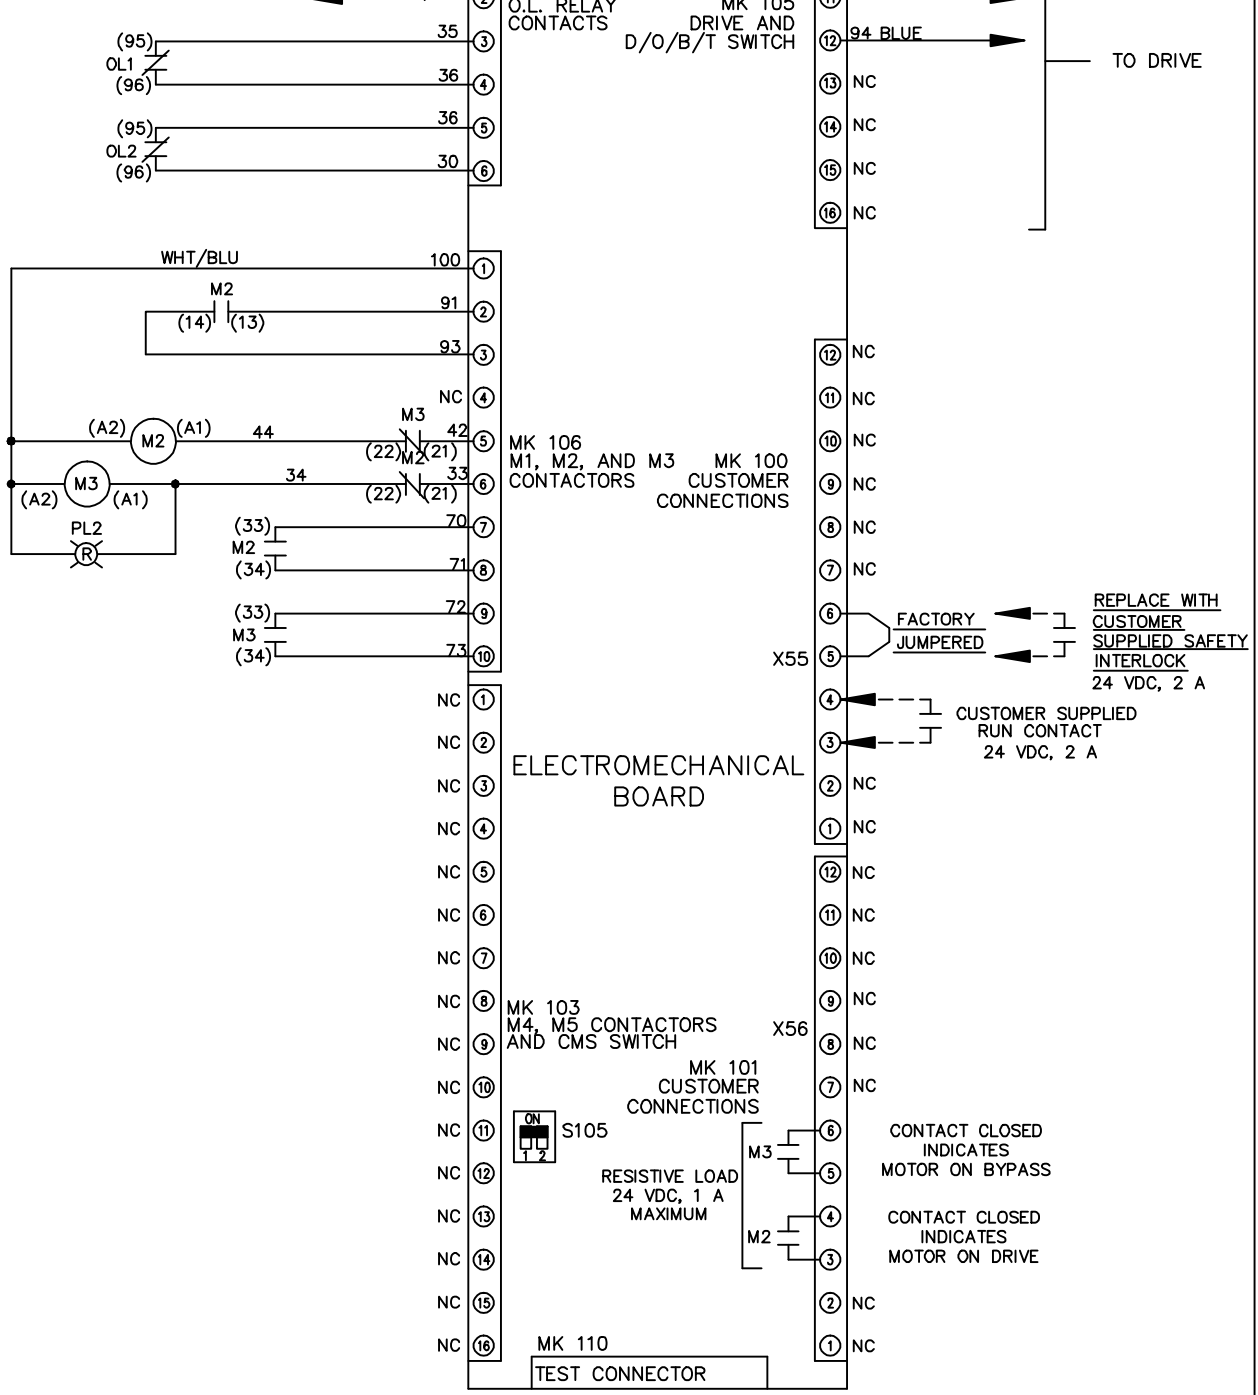 2
O.L. RELAY
CONTACTS
MK 105
DRIVE AND
D/O/B/T SWITCH
11
12 94 BLUE
TO DRIVE
(95) 35 3
OL1
(96) 36 4
13 NC
(95) 36 5
14 NC
OL2
(96) 30 6
15 NC
16 NC
WHT/BLU 100 1
M2
(14) (13) 91 2
93 3
NC 4
M3
(A2) M2 (A1) 44 (22) (21) 42 5
M2
(A2) M3 (A1) 34 (22) (21) 33 6
PL2
R
(33) 70 7
M2
(34) 71 8
(33) 72 9
M3
(34) 73 10
MK 106
M1, M2, AND M3
CONTACTORS
MK 100
CUSTOMER
CONNECTIONS
12 NC
11 NC
10 NC
9 NC
8 NC
7 NC
6
X55 5
FACTORY
JUMPERED
REPLACE WITH
CUSTOMER
SUPPLIED SAFETY
INTERLOCK
24 VDC, 2 A
4
3
CUSTOMER SUPPLIED
RUN CONTACT
24 VDC, 2 A
2 NC
1 NC
ELECTROMECHANICAL
BOARD
NC 1
NC 2
NC 3
NC 4
NC 5
NC 6
NC 7
NC 8
NC 9
NC 10
NC 11
NC 12
NC 13
NC 14
NC 15
NC 16
MK 103
M4, M5 CONTACTORS
AND CMS SWITCH
ON
1 2
S105
12 NC
11 NC
10 NC
9 NC
X56
8 NC
7 NC
MK 101
CUSTOMER
CONNECTIONS
6
M3
5
CONTACT CLOSED
INDICATES
MOTOR ON BYPASS
RESISTIVE LOAD
24 VDC, 1 A
MAXIMUM
4
M2
3
CONTACT CLOSED
INDICATES
MOTOR ON DRIVE
2 NC
1 NC
MK 110
TEST CONNECTOR